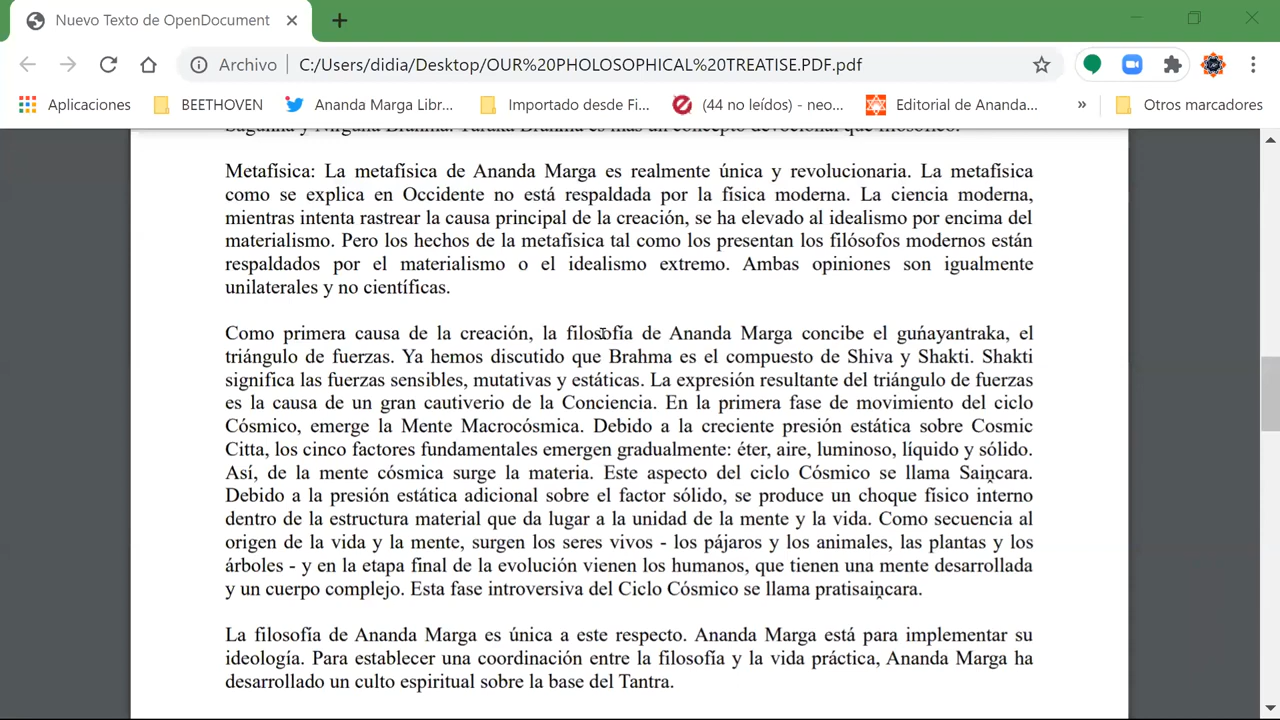 Nuevo Texto de OpenDocument
Archivo C:/Users/didia/Desktop/OUR%20PHOLOSOPHICAL%20TREATISE.PDF.pdf
Aplicaciones BEETHOVEN Ananda Marga Libr... Importado desde Fi... (44 no leídos) - neo... Editorial de Ananda... » Otros marcadores
Saguńa y Nirguńa Brahma. Taraka Brahma es más un concepto devocional que filosófico.
Metafísica: La metafísica de Ananda Marga es realmente única y revolucionaria. La metafísica
como se explica en Occidente no está respaldada por la física moderna. La ciencia moderna,
mientras intenta rastrear la causa principal de la creación, se ha elevado al idealismo por encima del
materialismo. Pero los hechos de la metafísica tal como los presentan los filósofos modernos están
respaldados por el materialismo o el idealismo extremo. Ambas opiniones son igualmente
unilaterales y no científicas.
Como primera causa de la creación, la filosofía de Ananda Marga concibe el guńayantraka, el
triángulo de fuerzas. Ya hemos discutido que Brahma es el compuesto de Shiva y Shakti. Shakti
significa las fuerzas sensibles, mutativas y estáticas. La expresión resultante del triángulo de fuerzas
es la causa de un gran cautiverio de la Conciencia. En la primera fase de movimiento del ciclo
Cósmico, emerge la Mente Macrocósmica. Debido a la creciente presión estática sobre Cosmic
Citta, los cinco factores fundamentales emergen gradualmente: éter, aire, luminoso, líquido y sólido.
Así, de la mente cósmica surge la materia. Este aspecto del ciclo Cósmico se llama Saiṋcara.
Debido a la presión estática adicional sobre el factor sólido, se produce un choque físico interno
dentro de la estructura material que da lugar a la unidad de la mente y la vida. Como secuencia al
origen de la vida y la mente, surgen los seres vivos - los pájaros y los animales, las plantas y los
árboles - y en la etapa final de la evolución vienen los humanos, que tienen una mente desarrollada
y un cuerpo complejo. Esta fase introversiva del Ciclo Cósmico se llama pratisaiṋcara.
La filosofía de Ananda Marga es única a este respecto. Ananda Marga está para implementar su
ideología. Para establecer una coordinación entre la filosofía y la vida práctica, Ananda Marga ha
desarrollado un culto espiritual sobre la base del Tantra.